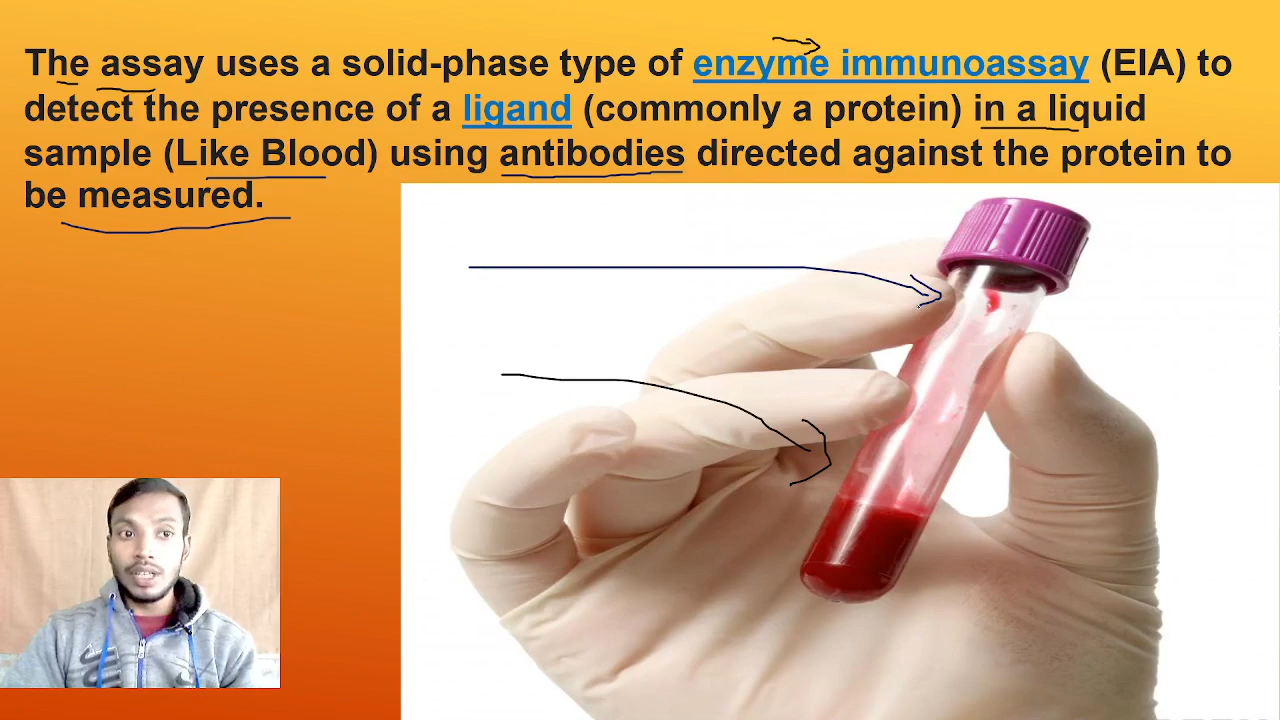 The assay uses a solid-phase type of enzyme immunoassay (EIA) to
detect the presence of a ligand (commonly a protein) in a liquid
sample (Like Blood) using antibodies directed against the protein to
be measured.